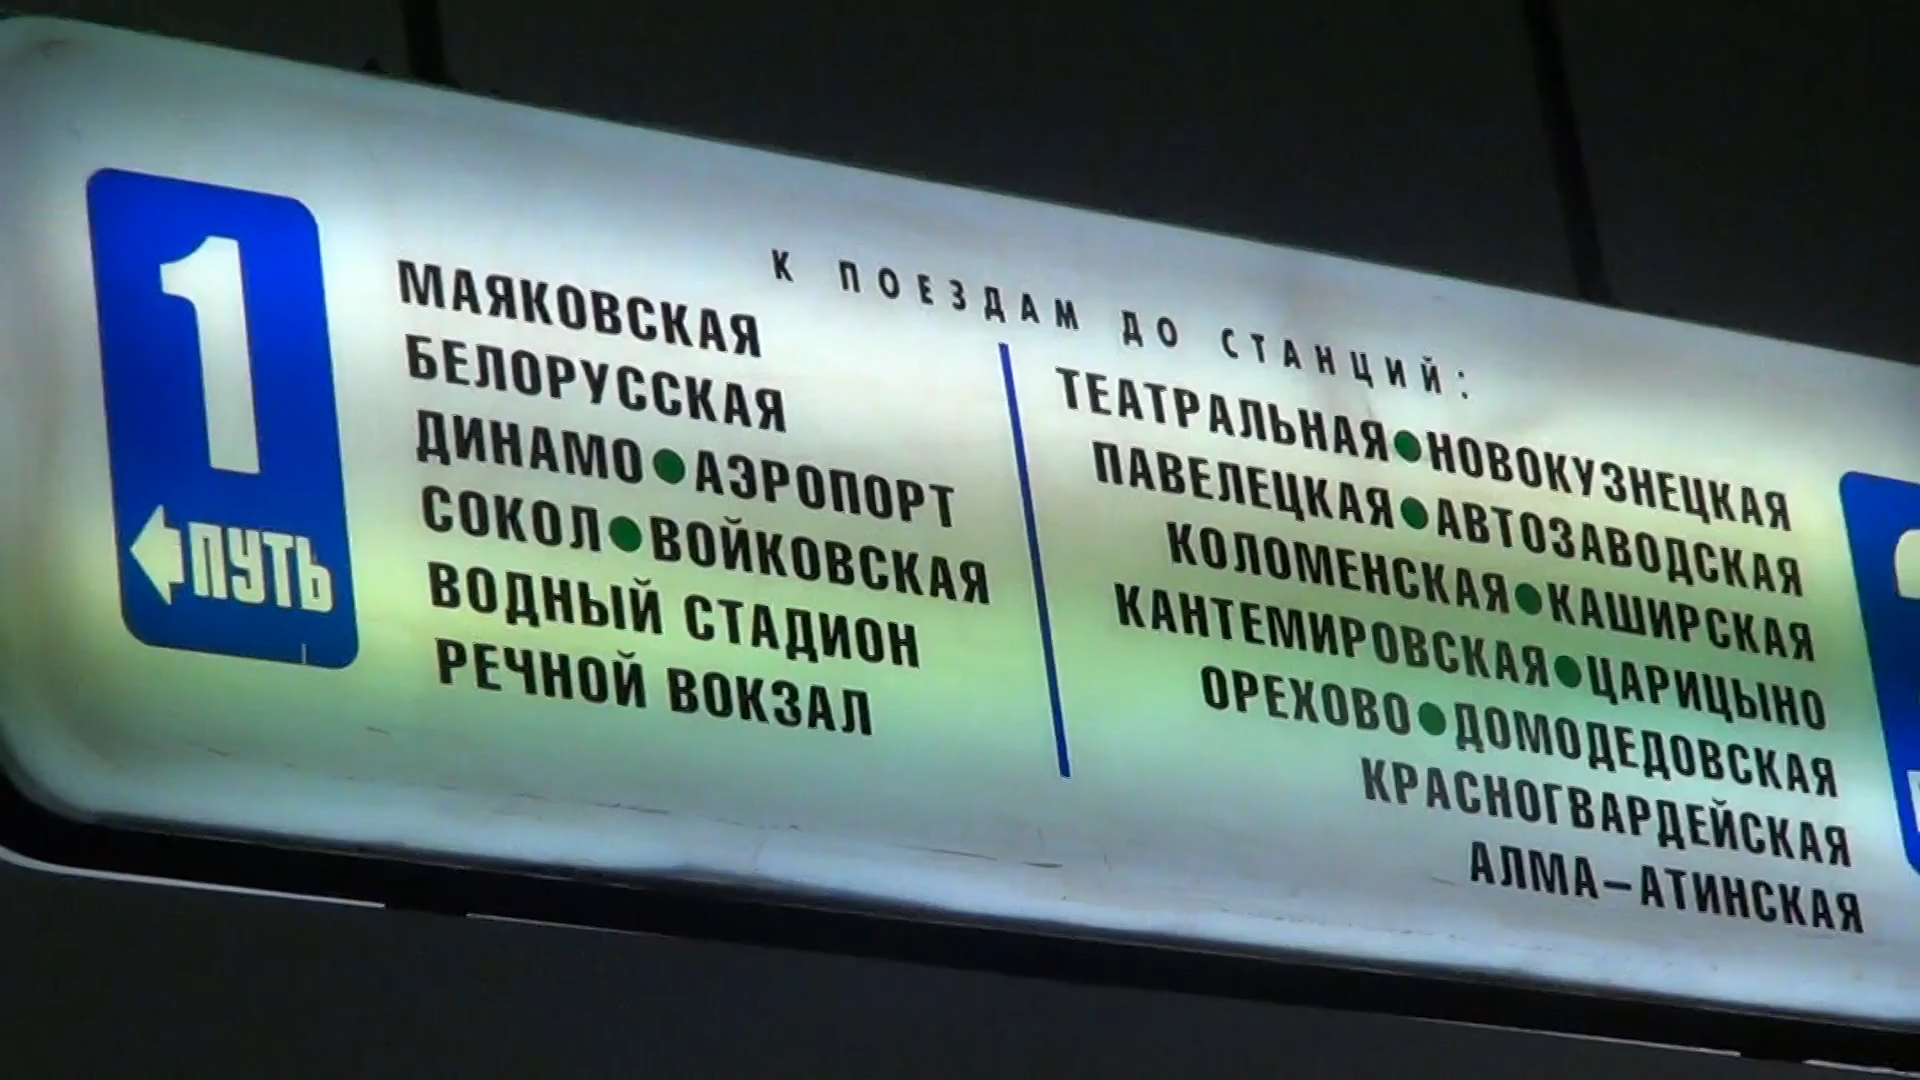 К ПОЕЗДАМ ДО СТАНЦИЙ:
1
ПУТЬ
МАЯКОВСКАЯ
БЕЛОРУССКАЯ
ДИНАМО●АЭРОПОРТ
СОКОЛ●ВОЙКОВСКАЯ
ВОДНЫЙ СТАДИОН
РЕЧНОЙ ВОКЗАЛ
ТЕАТРАЛЬНАЯ●НОВОКУЗНЕЦКАЯ
ПАВЕЛЕЦКАЯ●АВТОЗАВОДСКАЯ
КОЛОМЕНСКАЯ●КАШИРСКАЯ
КАНТЕМИРОВСКАЯ●ЦАРИЦЫНО
ОРЕХОВО●ДОМОДЕДОВСКАЯ
КРАСНОГВАРДЕЙСКАЯ
АЛМА–АТИНСКАЯ